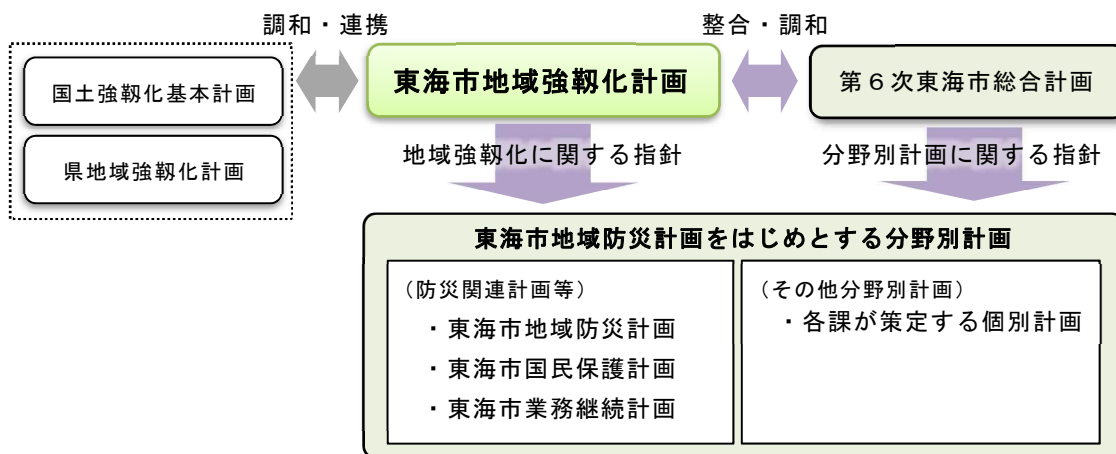 調和・連携
整合・調和
国土強靱化基本計画
県地域強靱化計画
東海市地域強靱化計画
第６次東海市総合計画
地域強靱化に関する指針
分野別計画に関する指針
東海市地域防災計画をはじめとする分野別計画
（防災関連計画等）
・東海市地域防災計画
・東海市国民保護計画
・東海市業務継続計画
（その他分野別計画）
・各課が策定する個別計画